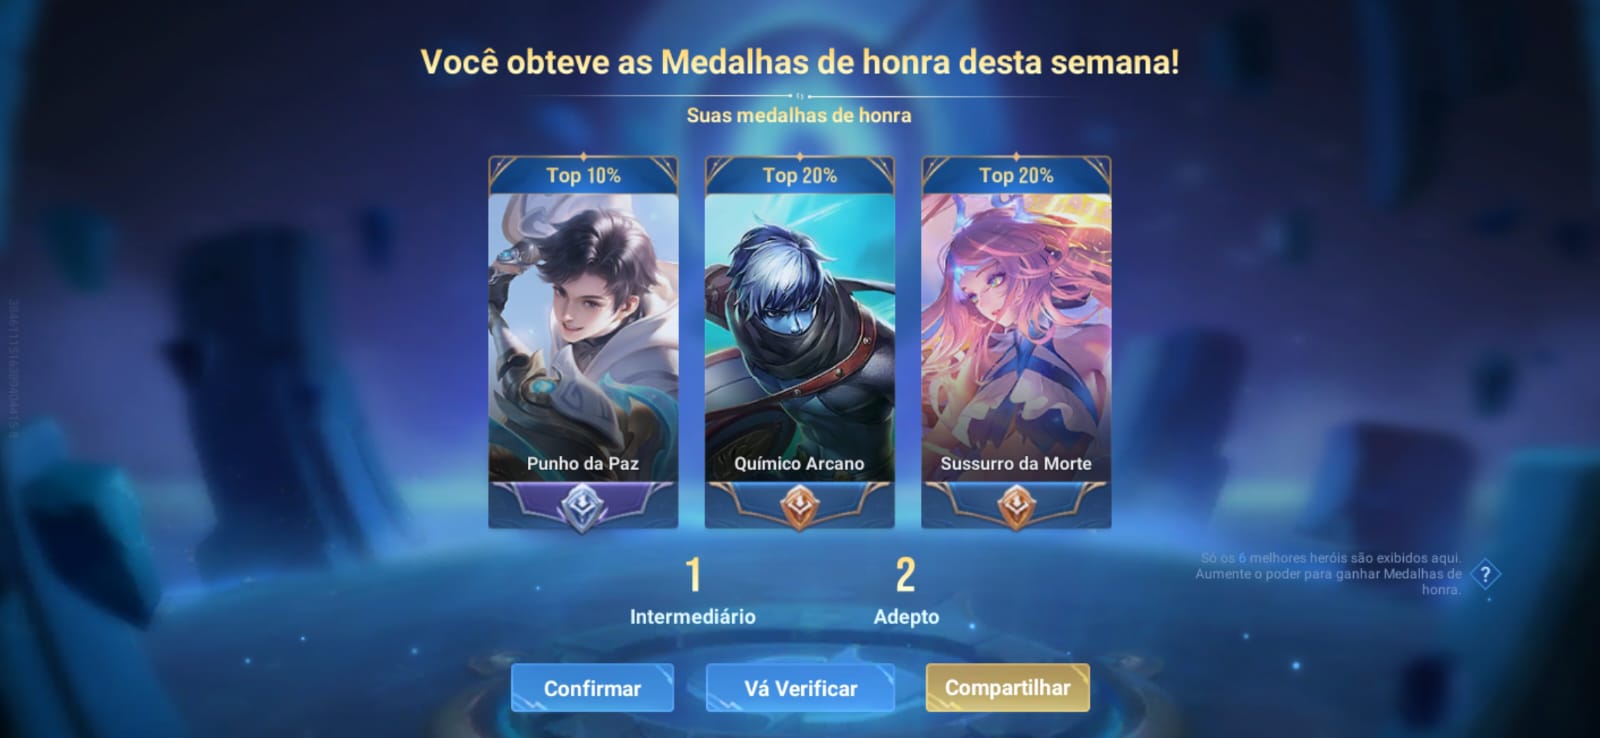 Você obteve as Medalhas de honra desta semana!
Suas medalhas de honra
Top 10%
Top 20%
Top 20%
Punho da Paz
Químico Arcano
Sussurro da Morte
1
2
Intermediário
Adepto
Só os 6 melhores heróis são exibidos aqui.
Aumente o poder para ganhar Medalhas de
honra.
?
Confirmar
Vá Verificar
Compartilhar